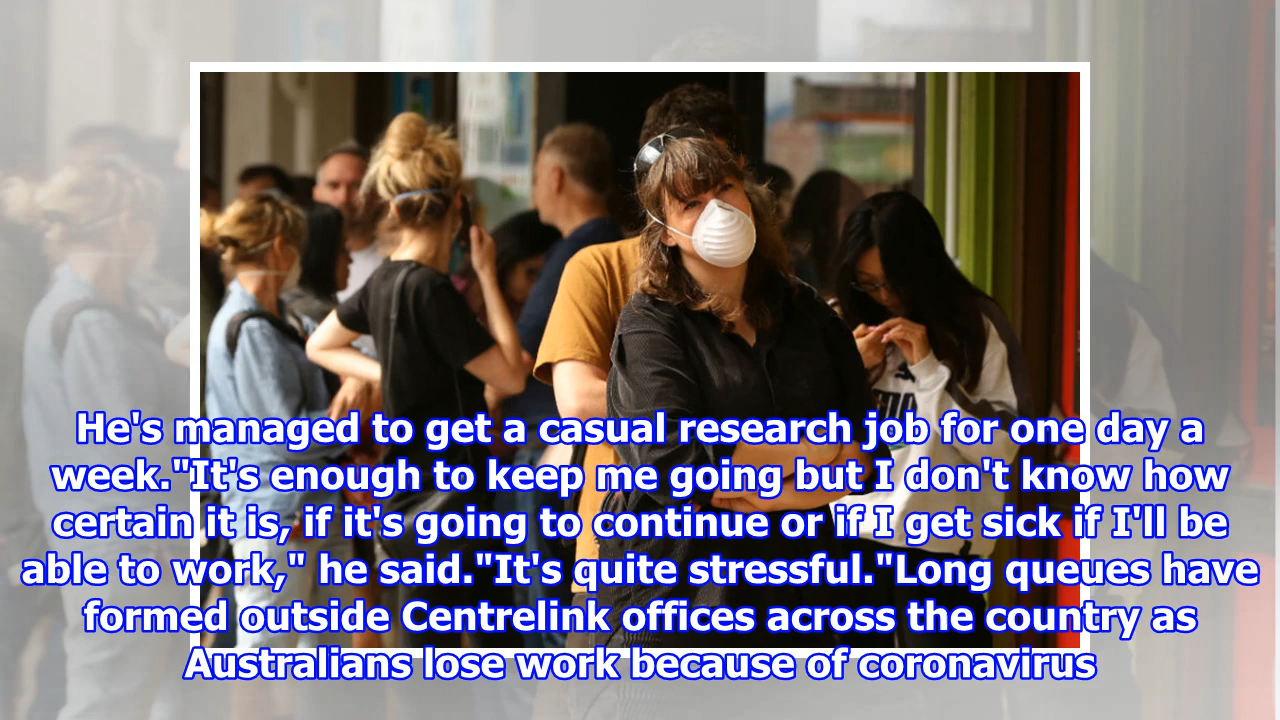 He's managed to get a casual research job for one day a
week."It's enough to keep me going but I don't know how
certain it is, if it's going to continue or if I get sick if I'll be
able to work," he said."It's quite stressful."Long queues have
formed outside Centrelink offices across the country as
Australians lose work because of coronavirus